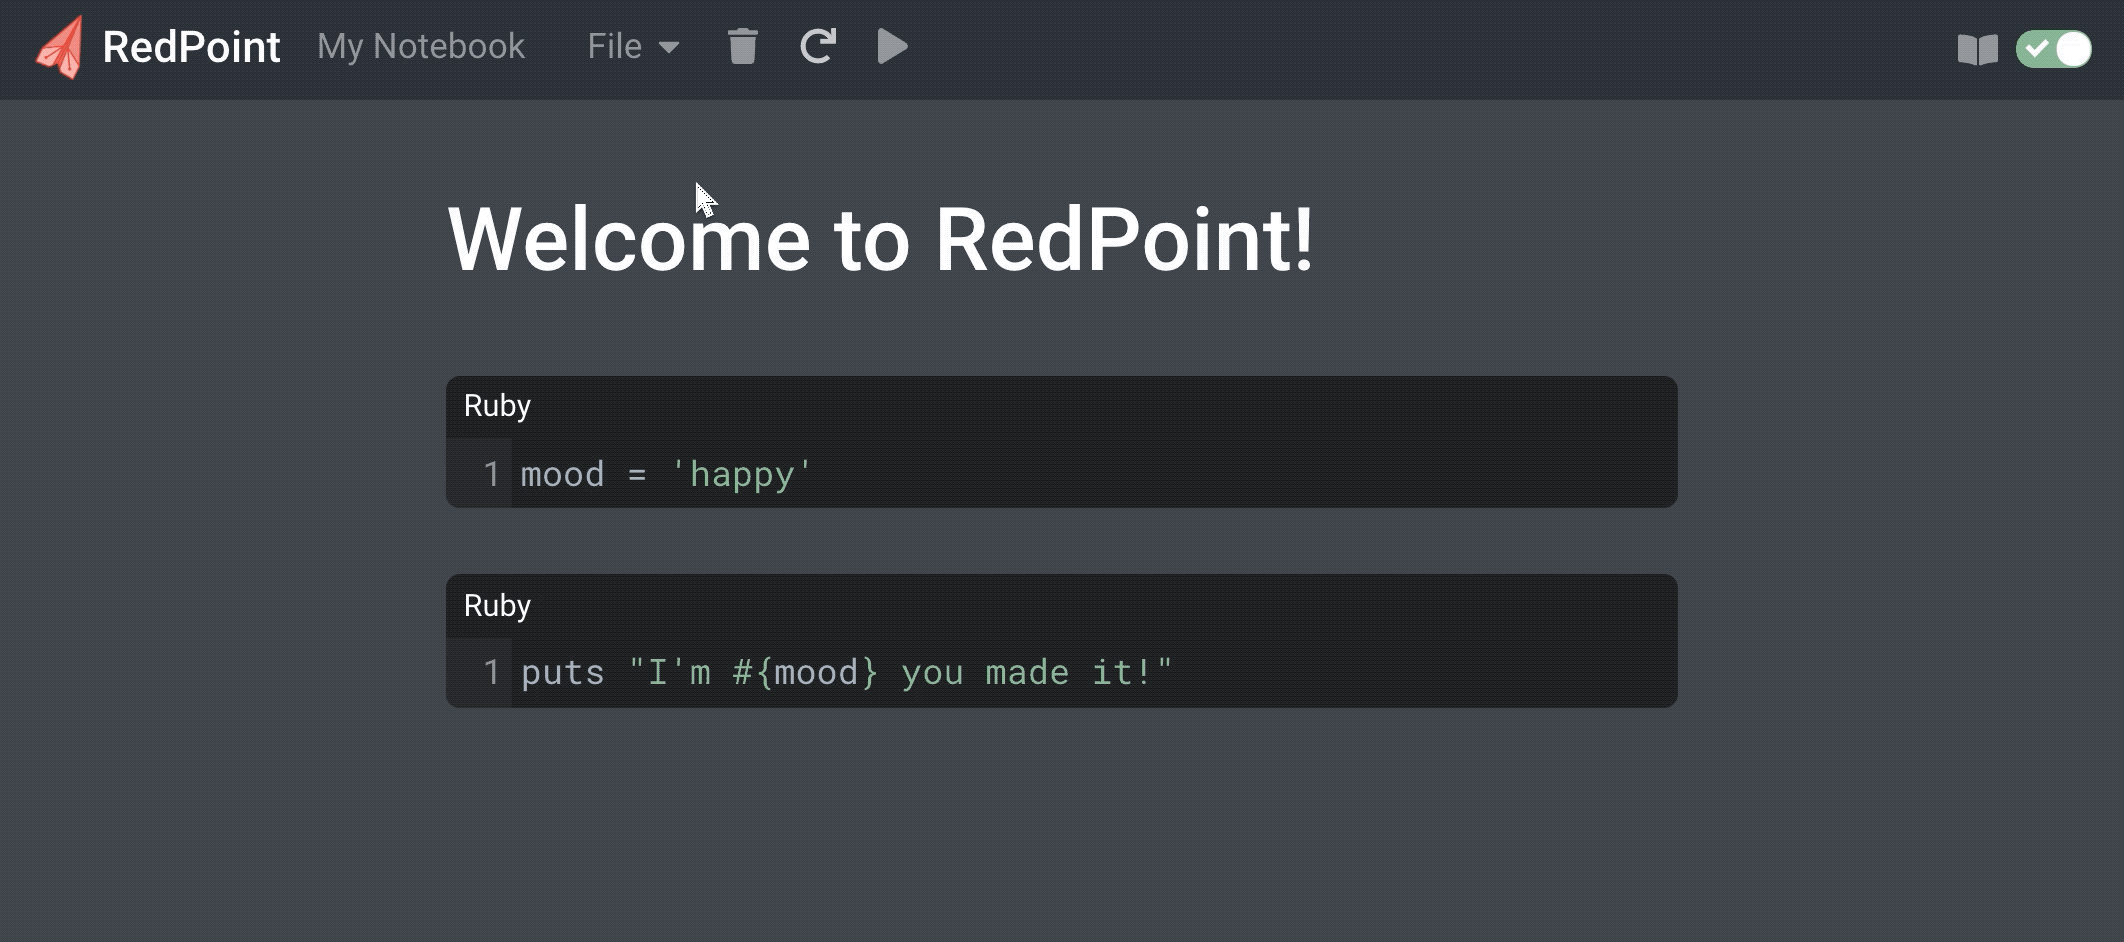 RedPoint My Notebook File
Welcome to RedPoint!
Ruby
1 mood = 'happy'
Ruby
1 puts "I'm #{mood} you made it!"